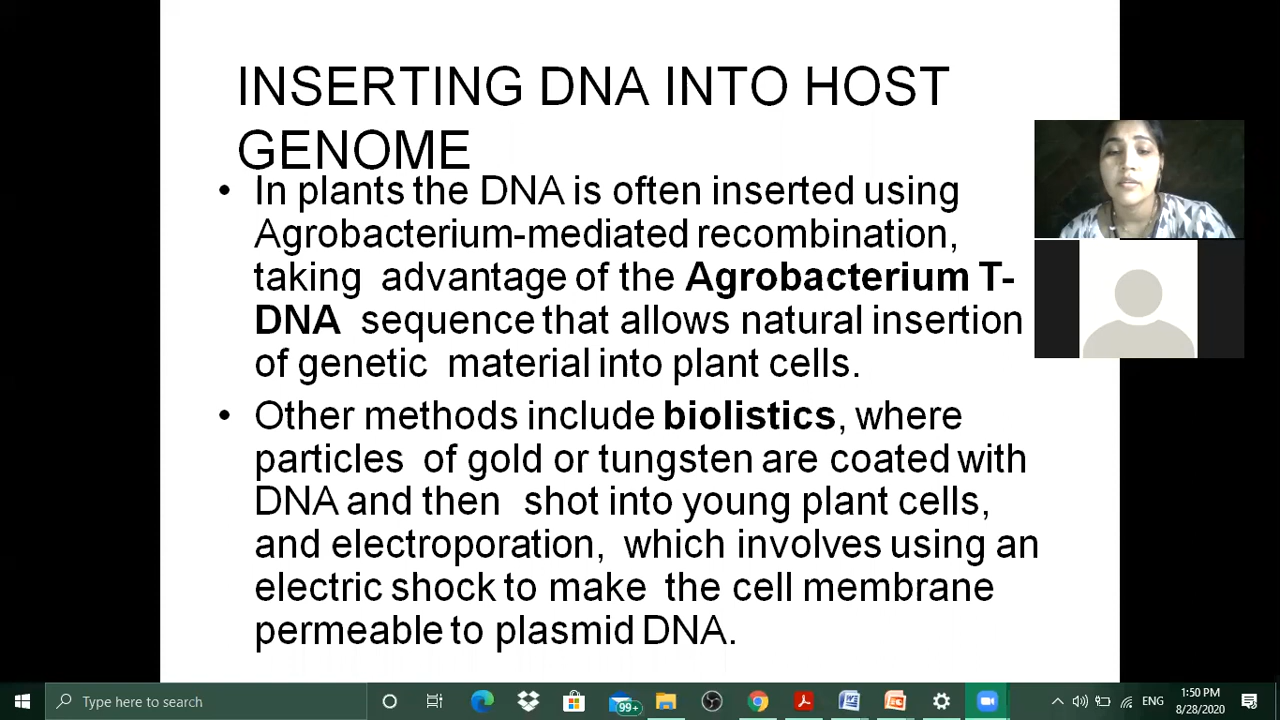 INSERTING DNA INTO HOST
GENOME
• In plants the DNA is often inserted using
Agrobacterium-mediated recombination,
taking advantage of the Agrobacterium T-
DNA sequence that allows natural insertion
of genetic material into plant cells.
• Other methods include biolistics, where
particles of gold or tungsten are coated with
DNA and then shot into young plant cells,
and electroporation, which involves using an
electric shock to make the cell membrane
permeable to plasmid DNA.
Type here to search
99+
ENG
1:50 PM
8/28/2020